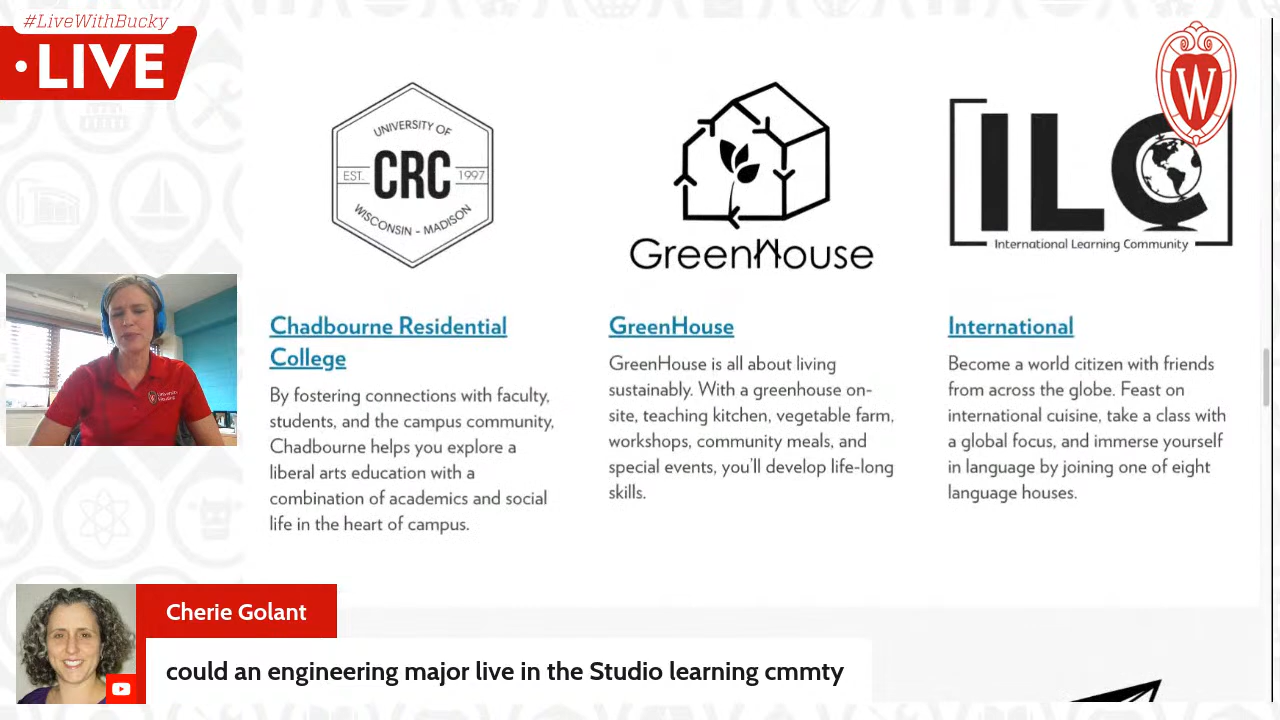 #LiveWithBucky
LIVE
UNIVERSITY OF
EST. CRC 1997
WISCONSIN - MADISON
GreenHouse
ILC
International Learning Community
W
Chadbourne Residential
College
By fostering connections with faculty,
students, and the campus community,
Chadbourne helps you explore a
liberal arts education with a
combination of academics and social
life in the heart of campus.
GreenHouse
GreenHouse is all about living
sustainably. With a greenhouse on-
site, teaching kitchen, vegetable farm,
workshops, community meals, and
special events, you'll develop life-long
skills.
International
Become a world citizen with friends
from across the globe. Feast on
international cuisine, take a class with
a global focus, and immerse yourself
in language by joining one of eight
language houses.
Cherie Golant
could an engineering major live in the Studio learning cmmty